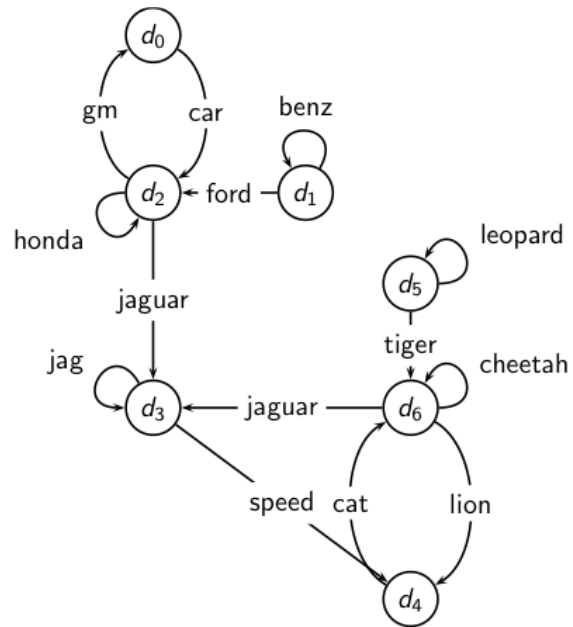 d0
gm
car
benz
d2
ford
d1
honda
leopard
d5
jaguar
tiger
jag
cheetah
d3
jaguar
d6
speed
cat
lion
d4